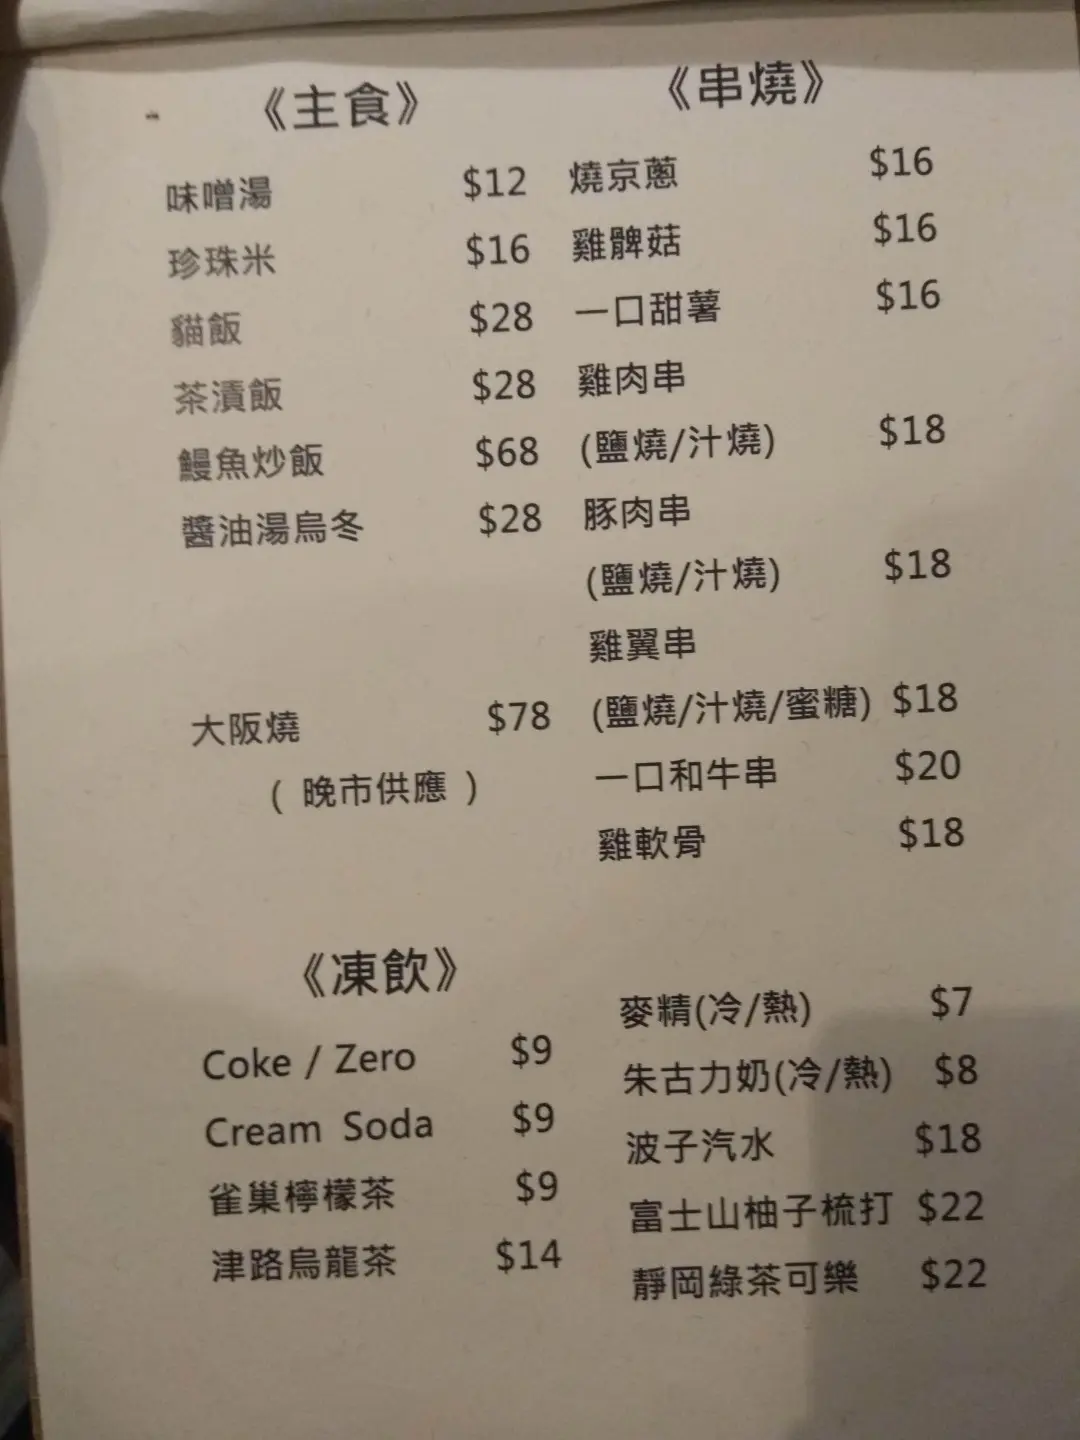 《主食》
味噌湯 $12
珍珠米 $16
貓飯 $28
茶漬飯 $28
鰻魚炒飯 $68
醬油湯烏冬 $28
大阪燒 $78
( 晚市供應 )
《串燒》
燒京蔥 $16
雞髀菇 $16
一口甜薯 $16
雞肉串
(鹽燒/汁燒) $18
豚肉串
(鹽燒/汁燒) $18
雞翼串
(鹽燒/汁燒/蜜糖) $18
一口和牛串 $20
雞軟骨 $18
《凍飲》
Coke / Zero $9
Cream Soda $9
雀巢檸檬茶 $9
津路烏龍茶 $14
麥精(冷/熱) $7
朱古力奶(冷/熱) $8
波子汽水 $18
富士山柚子梳打 $22
靜岡綠茶可樂 $22